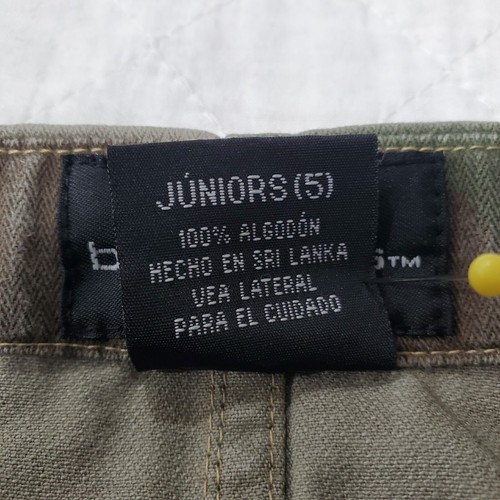 JÚNIORS (5)
100% ALGODÓN
HECHO EN SRI LANKA
VEA LATERAL
PARA EL CUIDADO